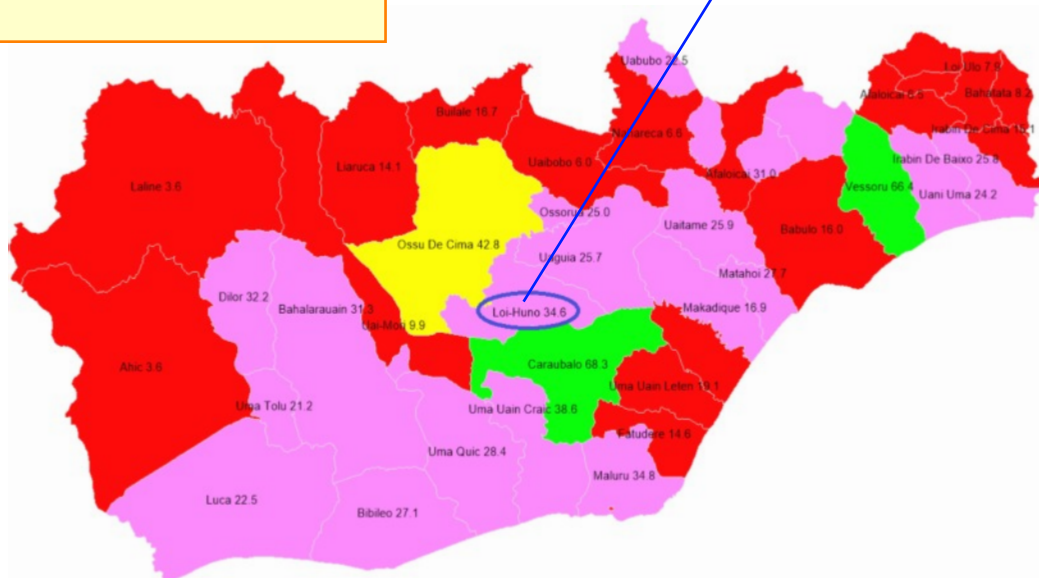 Uabubo 22.5
Loi Ulo 7.8
Afaloicai 8.8
Bahatata 8.2
Builale 16.7
Nahareca 6.6
Irabin De Cima 16.1
Liaruca 14.1
Uaibobo 6.0
Irabin De Baixo 25.8
Afaloicai 31.0
Laline 3.6
Vessoru 66.4
Uani Uma 24.2
Ossorua 25.0
Uaitame 25.9
Babulo 16.0
Ossu De Cima 42.8
Uaguia 25.7
Matahoi 27.7
Dilor 32.2
Bahalarauain 31.3
Makadique 16.9
Loi-Huno 34.6
Uai-Mori 9.9
Ahic 3.6
Caraubalo 68.3
Uma Uain Leten 19.1
Uma Tolu 21.2
Uma Uain Craic 38.6
Fatudere 14.6
Uma Quic 28.4
Maluru 34.8
Luca 22.5
Bibileo 27.1